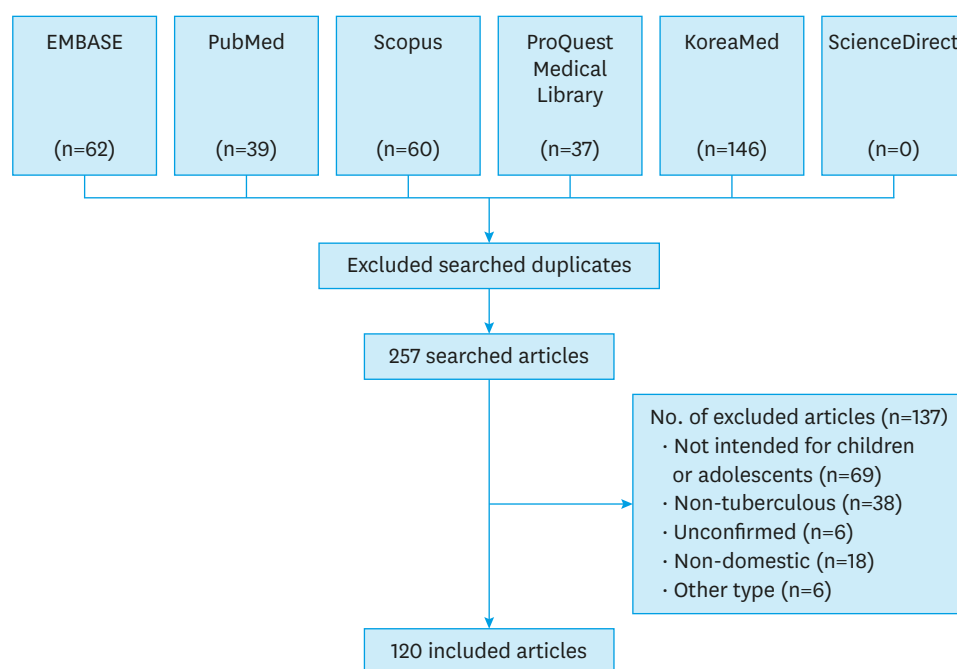 EMBASE
(n=62)
PubMed
(n=39)
Scopus
(n=60)
ProQuest
Medical
Library
(n=37)
KoreaMed
(n=146)
ScienceDirect
(n=0)
Excluded searched duplicates
257 searched articles
No. of excluded articles (n=137)
· Not intended for children
or adolescents (n=69)
· Non-tuberculous (n=38)
· Unconfirmed (n=6)
· Non-domestic (n=18)
· Other type (n=6)
120 included articles